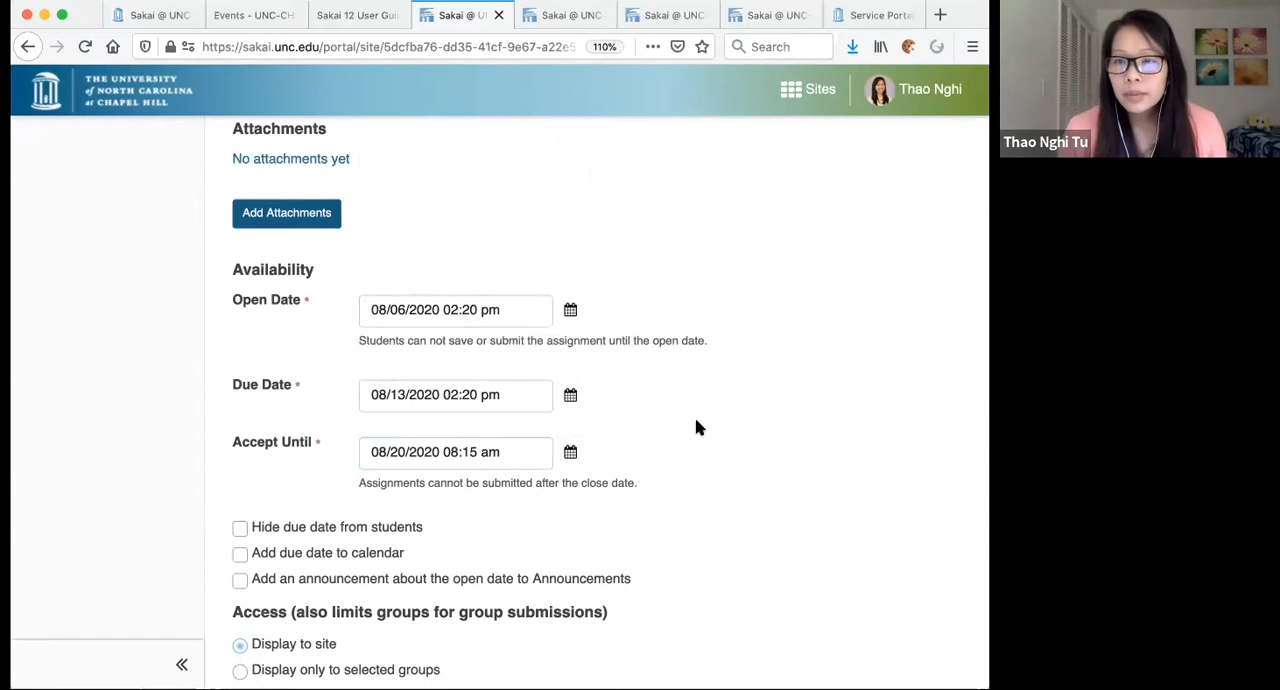 Sakai @ UNC
Events - UNC-CH
Sakai 12 User Gui
Sakai @ U
Sakai @ UNC
Sakai @ UNC
Sakai @ UNC
Service Portal
https://sakai.unc.edu/portal/site/5dcfba76-dd35-41cf-9e67-a22e5
110%
Search
THE UNIVERSITY
of NORTH CAROLINA
at CHAPEL HILL
Sites
Thao Nghi
Thao Nghi Tu
Attachments
No attachments yet
Add Attachments
Availability
Open Date *
08/06/2020 02:20 pm
Students can not save or submit the assignment until the open date.
Due Date *
08/13/2020 02:20 pm
Accept Until *
08/20/2020 08:15 am
Assignments cannot be submitted after the close date.
Hide due date from students
Add due date to calendar
Add an announcement about the open date to Announcements
Access (also limits groups for group submissions)
Display to site
Display only to selected groups